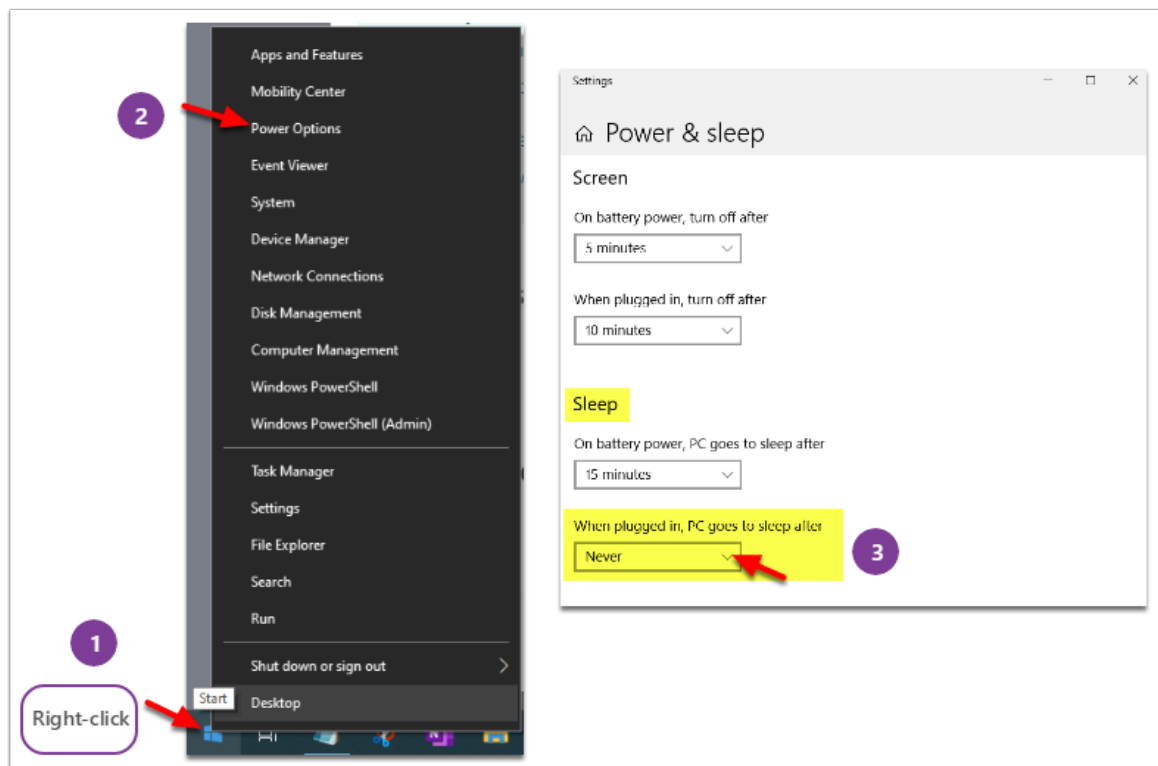 Apps and Features
Mobility Center
2
Power Options
Event Viewer
System
Device Manager
Network Connections
Disk Management
Computer Management
Windows PowerShell
Windows PowerShell (Admin)
Task Manager
Settings
File Explorer
Search
Run
1
Shut down or sign out
Start
Desktop
Right-click
N
Settings
Power & sleep
Screen
On battery power, turn off after
5 minutes
When plugged in, turn off after
10 minutes
Sleep
On battery power, PC goes to sleep after
15 minutes
When plugged in, PC goes to sleep after
Never
3